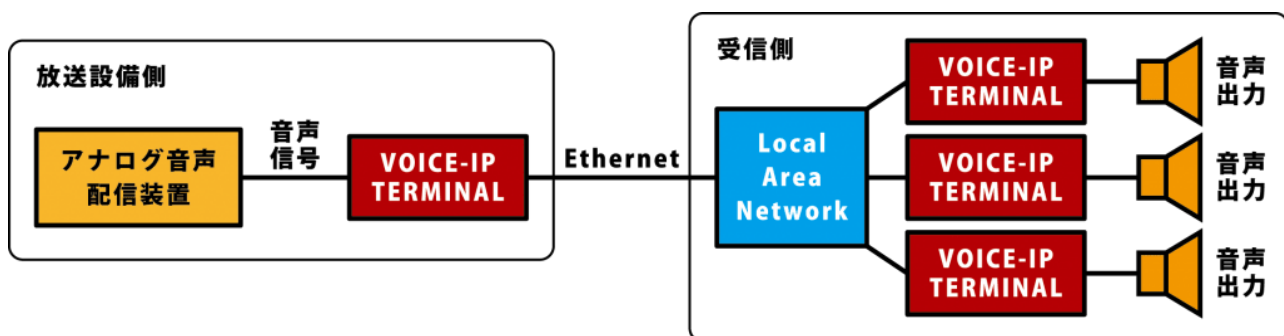 放送設備側
アナログ音声
配信装置
音声
信号
VOICE-IP
TERMINAL
Ethernet
受信側
Local
Area
Network
VOICE-IP
TERMINAL
音声
出力
VOICE-IP
TERMINAL
音声
出力
VOICE-IP
TERMINAL
音声
出力